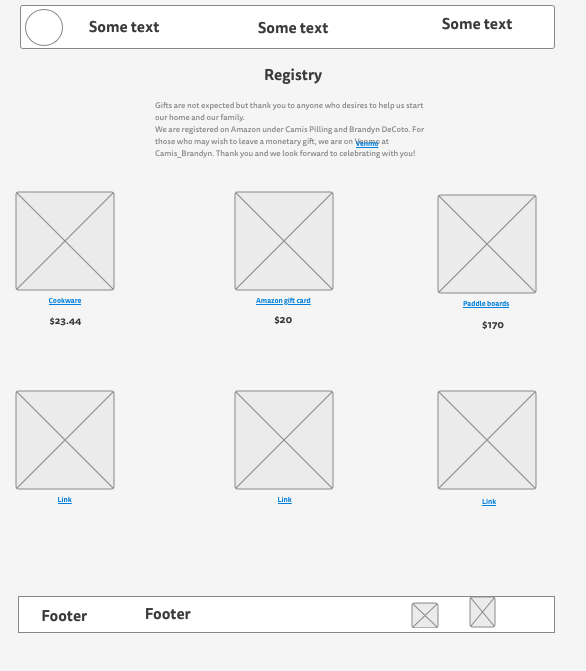 Some text Some text Some text
Registry
Gifts are not expected but thank you to anyone who desires to help us start
our home and our family.
We are registered on Amazon under Camis Pilling and Brandyn DeCoto. For
those who may wish to leave a monetary gift, we are on Venmo at
Camis_Brandyn. Thank you and we look forward to celebrating with you!
Cookware Amazon gift card Paddle boards
$23.44 $20 $170
Link Link Link
Footer Footer